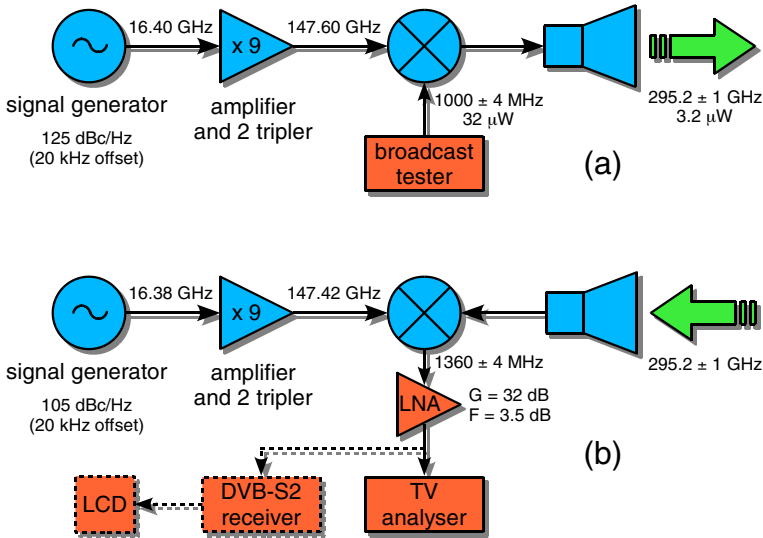 16.40 GHz
x 9
147.60 GHz
signal generator
125 dBc/Hz
(20 kHz offset)
amplifier
and 2 tripler
1000 ± 4 MHz
32 μW
broadcast
tester
295.2 ± 1 GHz
3.2 μW
(a)
16.38 GHz
x 9
147.42 GHz
signal generator
105 dBc/Hz
(20 kHz offset)
amplifier
and 2 tripler
1360 ± 4 MHz
295.2 ± 1 GHz
LNA
G = 32 dB
F = 3.5 dB
(b)
LCD
DVB-S2
receiver
TV
analyser